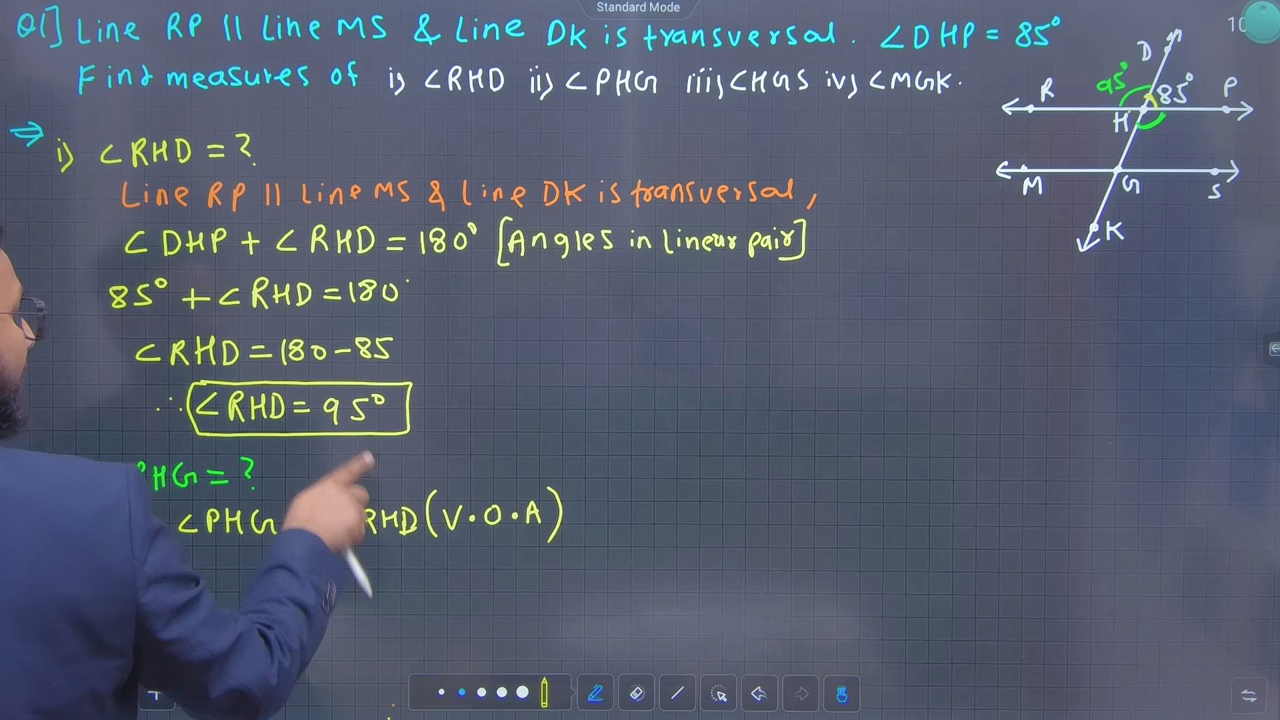 Standard Mode
Q1] Line RP || Line MS & Line DK is transversal. ∠DHP = 85°
Find measures of i) ∠RHD ii) ∠PHG iii) ∠HGS iv) ∠MGK.
10
D
95°
85°
R
P
H
M
G
S
K
⇒ i) ∠RHD = ?
Line RP || Line MS & Line DK is transversal,
∠DHP + ∠RHD = 180° [Angles in linear pair]
85° + ∠RHD = 180°
∠RHD = 180 - 85
∴ ∠RHD = 95°
PHG = ?
∠PHG RHD (V.O.A)